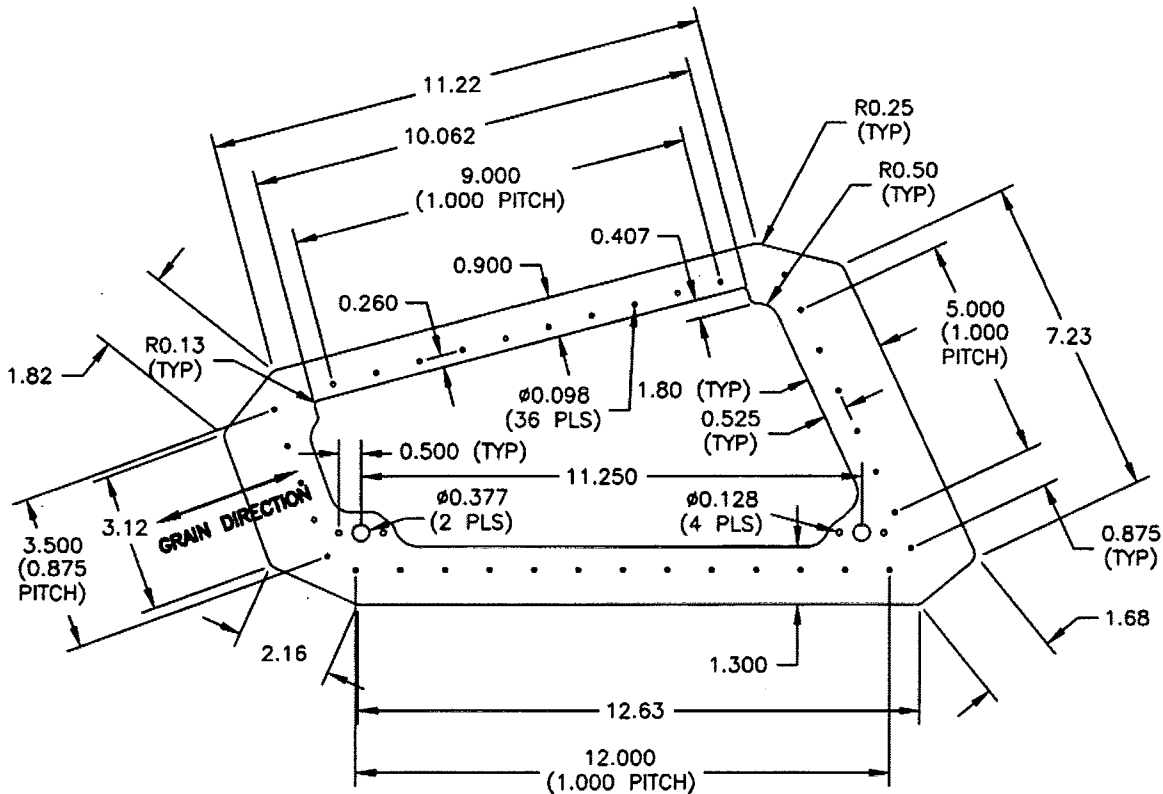 11.22
10.062
9.000
(1.000 PITCH)
R0.25
(TYP)
R0.50
(TYP)
0.407
0.900
0.260
5.000
(1.000
PITCH)
7.23
R0.13
(TYP)
1.82
ø0.098
(36 PLS)
1.80 (TYP)
0.525
(TYP)
0.500 (TYP)
11.250
GRAIN DIRECTION
ø0.377
(2 PLS)
ø0.128
(4 PLS)
3.12
3.500
(0.875
PITCH)
0.875
(TYP)
1.68
2.16
1.300
12.63
12.000
(1.000 PITCH)